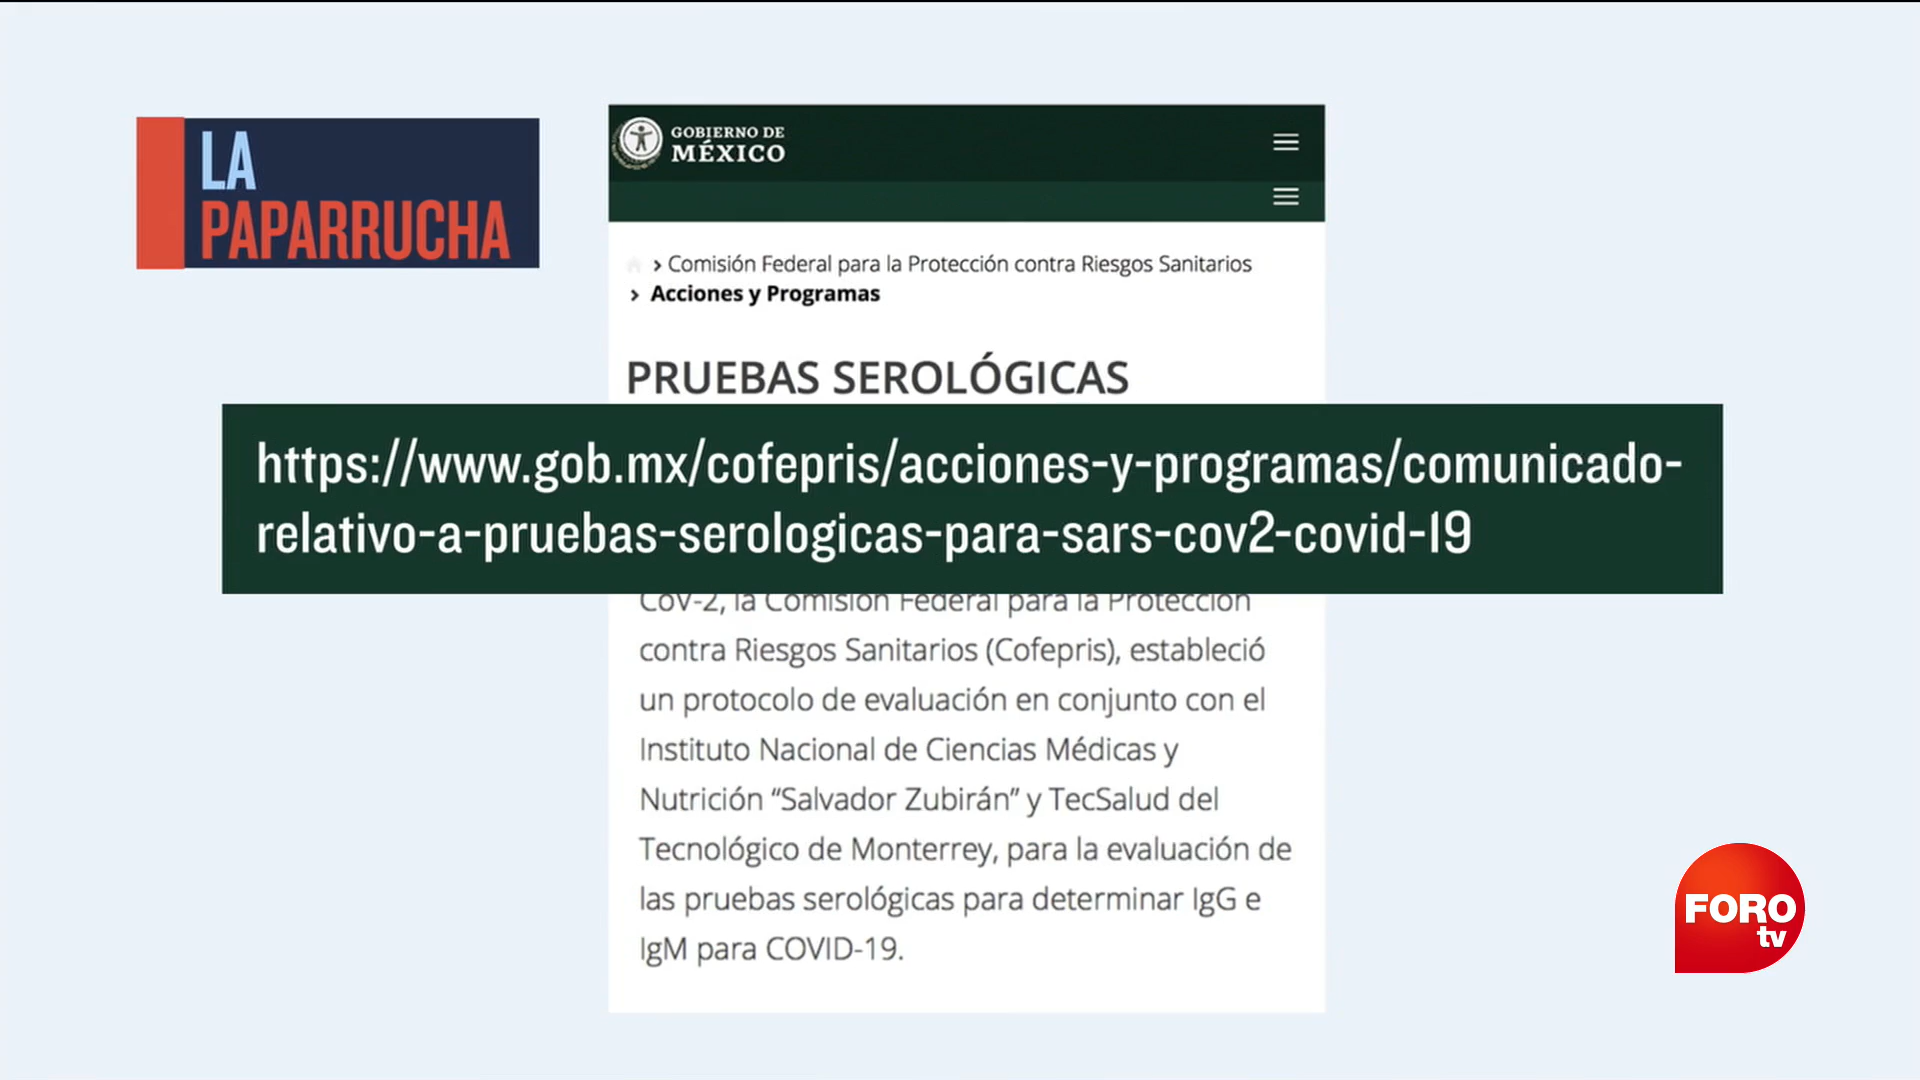 LA
PAPARRUCHA
GOBIERNO DE
MÉXICO
> Comisión Federal para la Protección contra Riesgos Sanitarios
> Acciones y Programas
PRUEBAS SEROLÓGICAS
https://www.gob.mx/cofepris/acciones-y-programas/comunicado-
relativo-a-pruebas-serologicas-para-sars-cov2-covid-19
CoV-2, la Comisión Federal para la Protección
contra Riesgos Sanitarios (Cofepris), estableció
un protocolo de evaluación en conjunto con el
Instituto Nacional de Ciencias Médicas y
Nutrición “Salvador Zubirán” y TecSalud del
Tecnológico de Monterrey, para la evaluación de
las pruebas serológicas para determinar IgG e
IgM para COVID-19.
FORO
tv